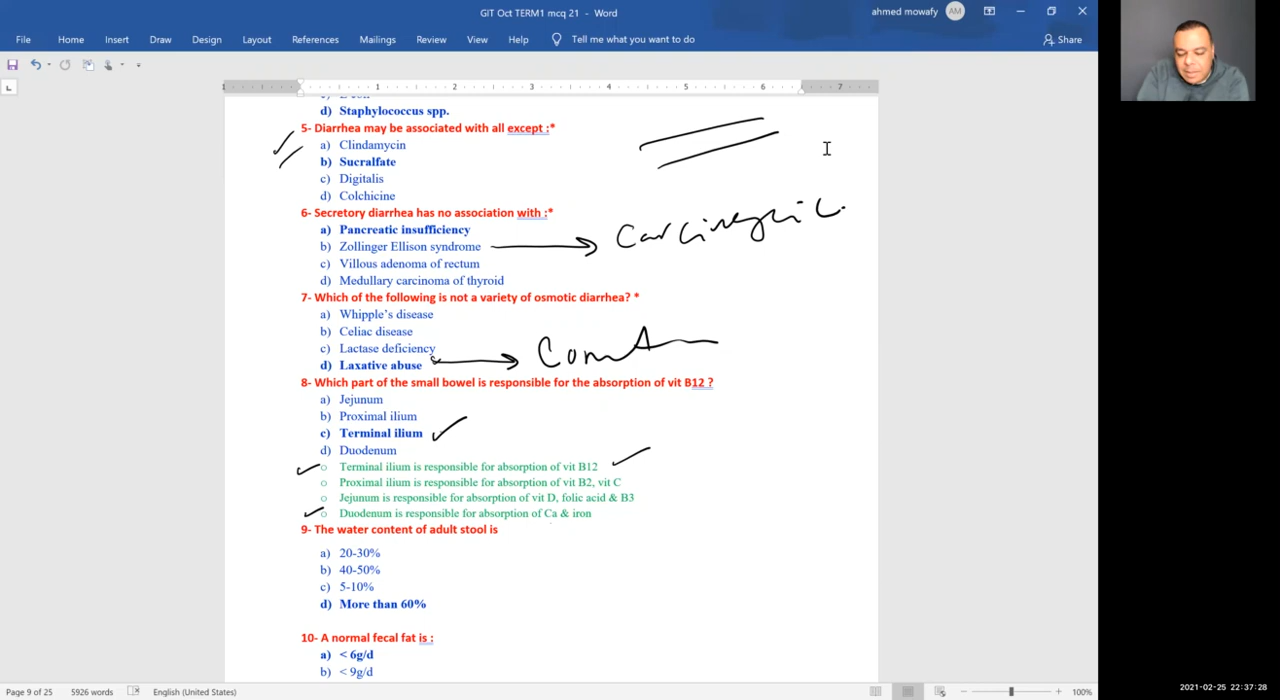 GIT Oct TERM1 mcq 21 - Word
ahmed mowafy AM
File Home Insert Draw Design Layout References Mailings Review View Help Tell me what you want to do Share
1 1 2 3 4 5 6 7
d) Staphylococcus spp.
5- Diarrhea may be associated with all except :*
a) Clindamycin
b) Sucralfate
c) Digitalis
d) Colchicine
6- Secretory diarrhea has no association with :*
a) Pancreatic insufficiency
b) Zollinger Ellison syndrome
c) Villous adenoma of rectum
d) Medullary carcinoma of thyroid
7- Which of the following is not a variety of osmotic diarrhea? *
a) Whipple's disease
b) Celiac disease
c) Lactase deficiency
d) Laxative abuse
8- Which part of the small bowel is responsible for the absorption of vit B12 ?
a) Jejunum
b) Proximal ilium
c) Terminal ilium
d) Duodenum
o Terminal ilium is responsible for absorption of vit B12
o Proximal ilium is responsible for absorption of vit B2, vit C
o Jejunum is responsible for absorption of vit D, folic acid & B3
o Duodenum is responsible for absorption of Ca & iron
9- The water content of adult stool is
a) 20-30%
b) 40-50%
c) 5-10%
d) More than 60%
10- A normal fecal fat is :
a) < 6g/d
b) < 9g/d
Page 9 of 25 5926 words English (United States) 100%
2021-02-25 22:37:28